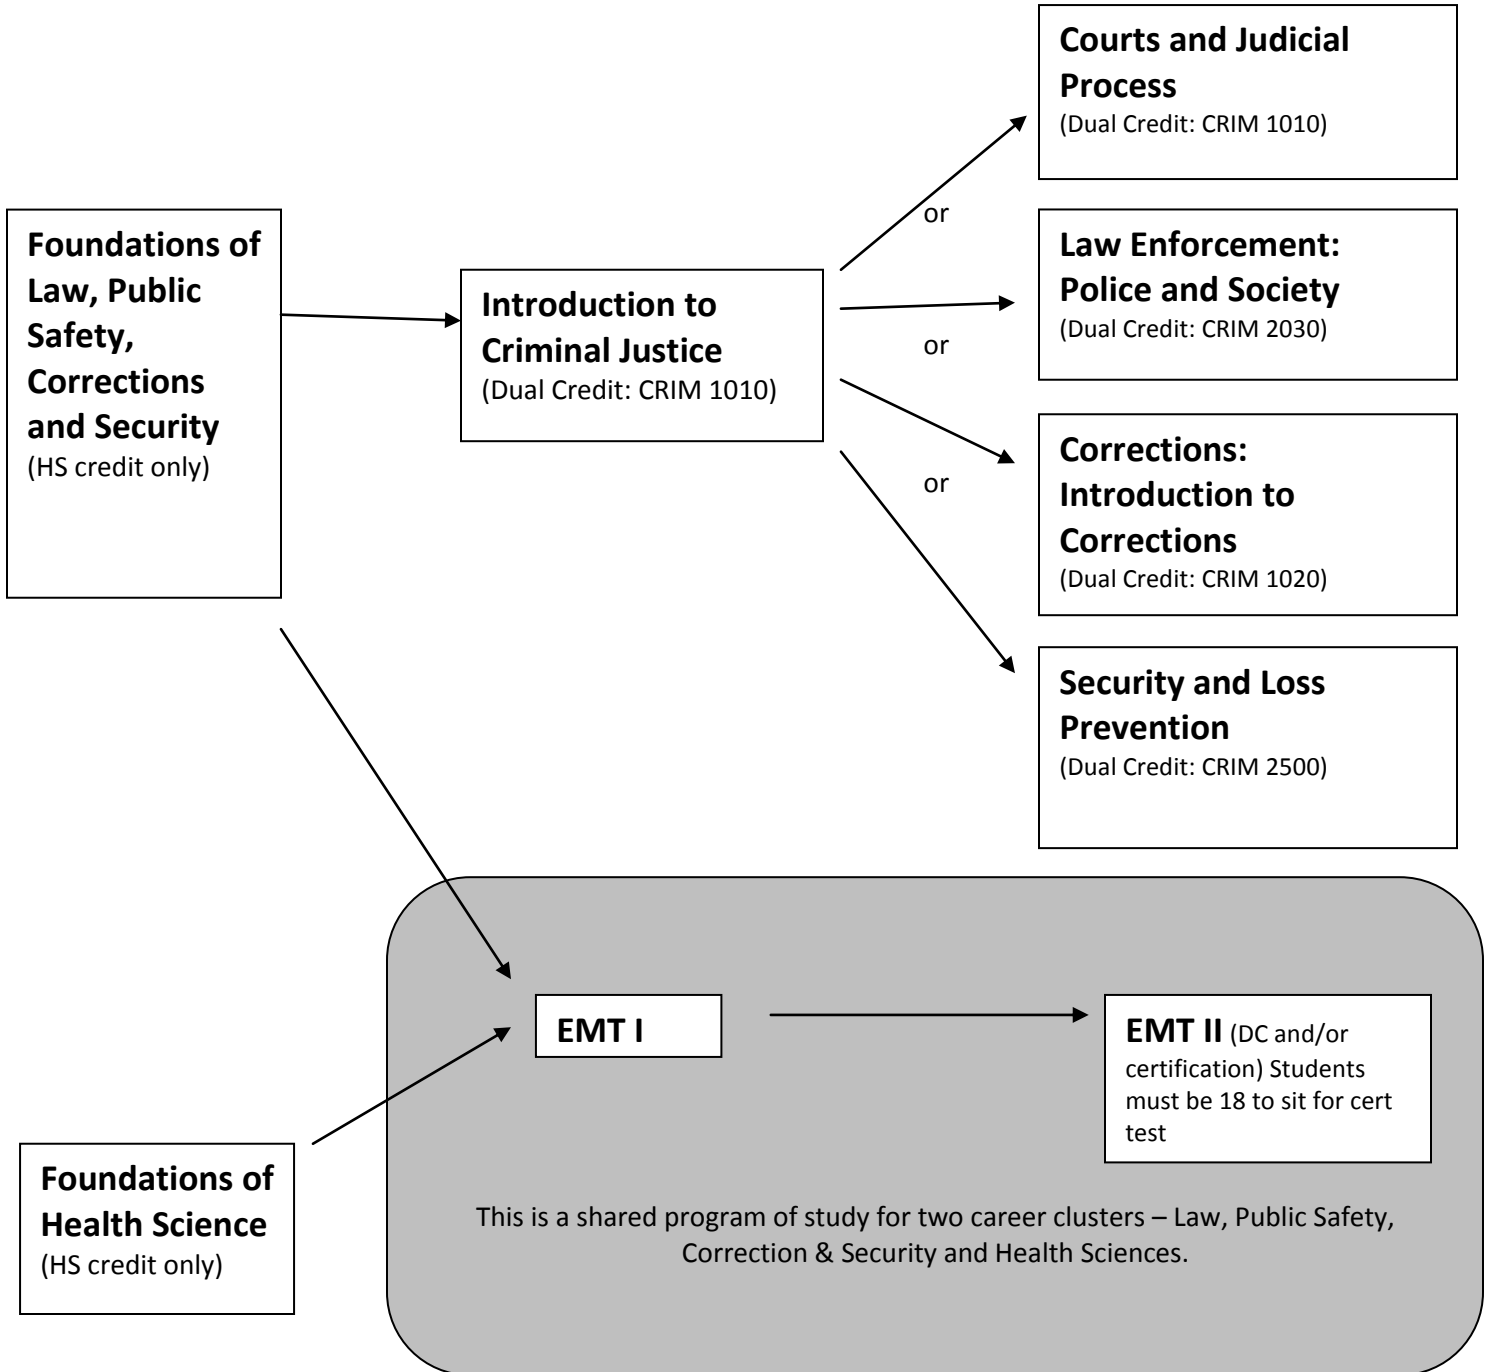 Foundations of
Law, Public
Safety,
Corrections
and Security
(HS credit only)
Introduction to
Criminal Justice
(Dual Credit: CRIM 1010)
or
or
or
Courts and Judicial
Process
(Dual Credit: CRIM 1010)
Law Enforcement:
Police and Society
(Dual Credit: CRIM 2030)
Corrections:
Introduction to
Corrections
(Dual Credit: CRIM 1020)
Security and Loss
Prevention
(Dual Credit: CRIM 2500)
Foundations of
Health Science
(HS credit only)
EMT I
EMT II (DC and/or
certification) Students
must be 18 to sit for cert
test
This is a shared program of study for two career clusters – Law, Public Safety,
Correction & Security and Health Sciences.